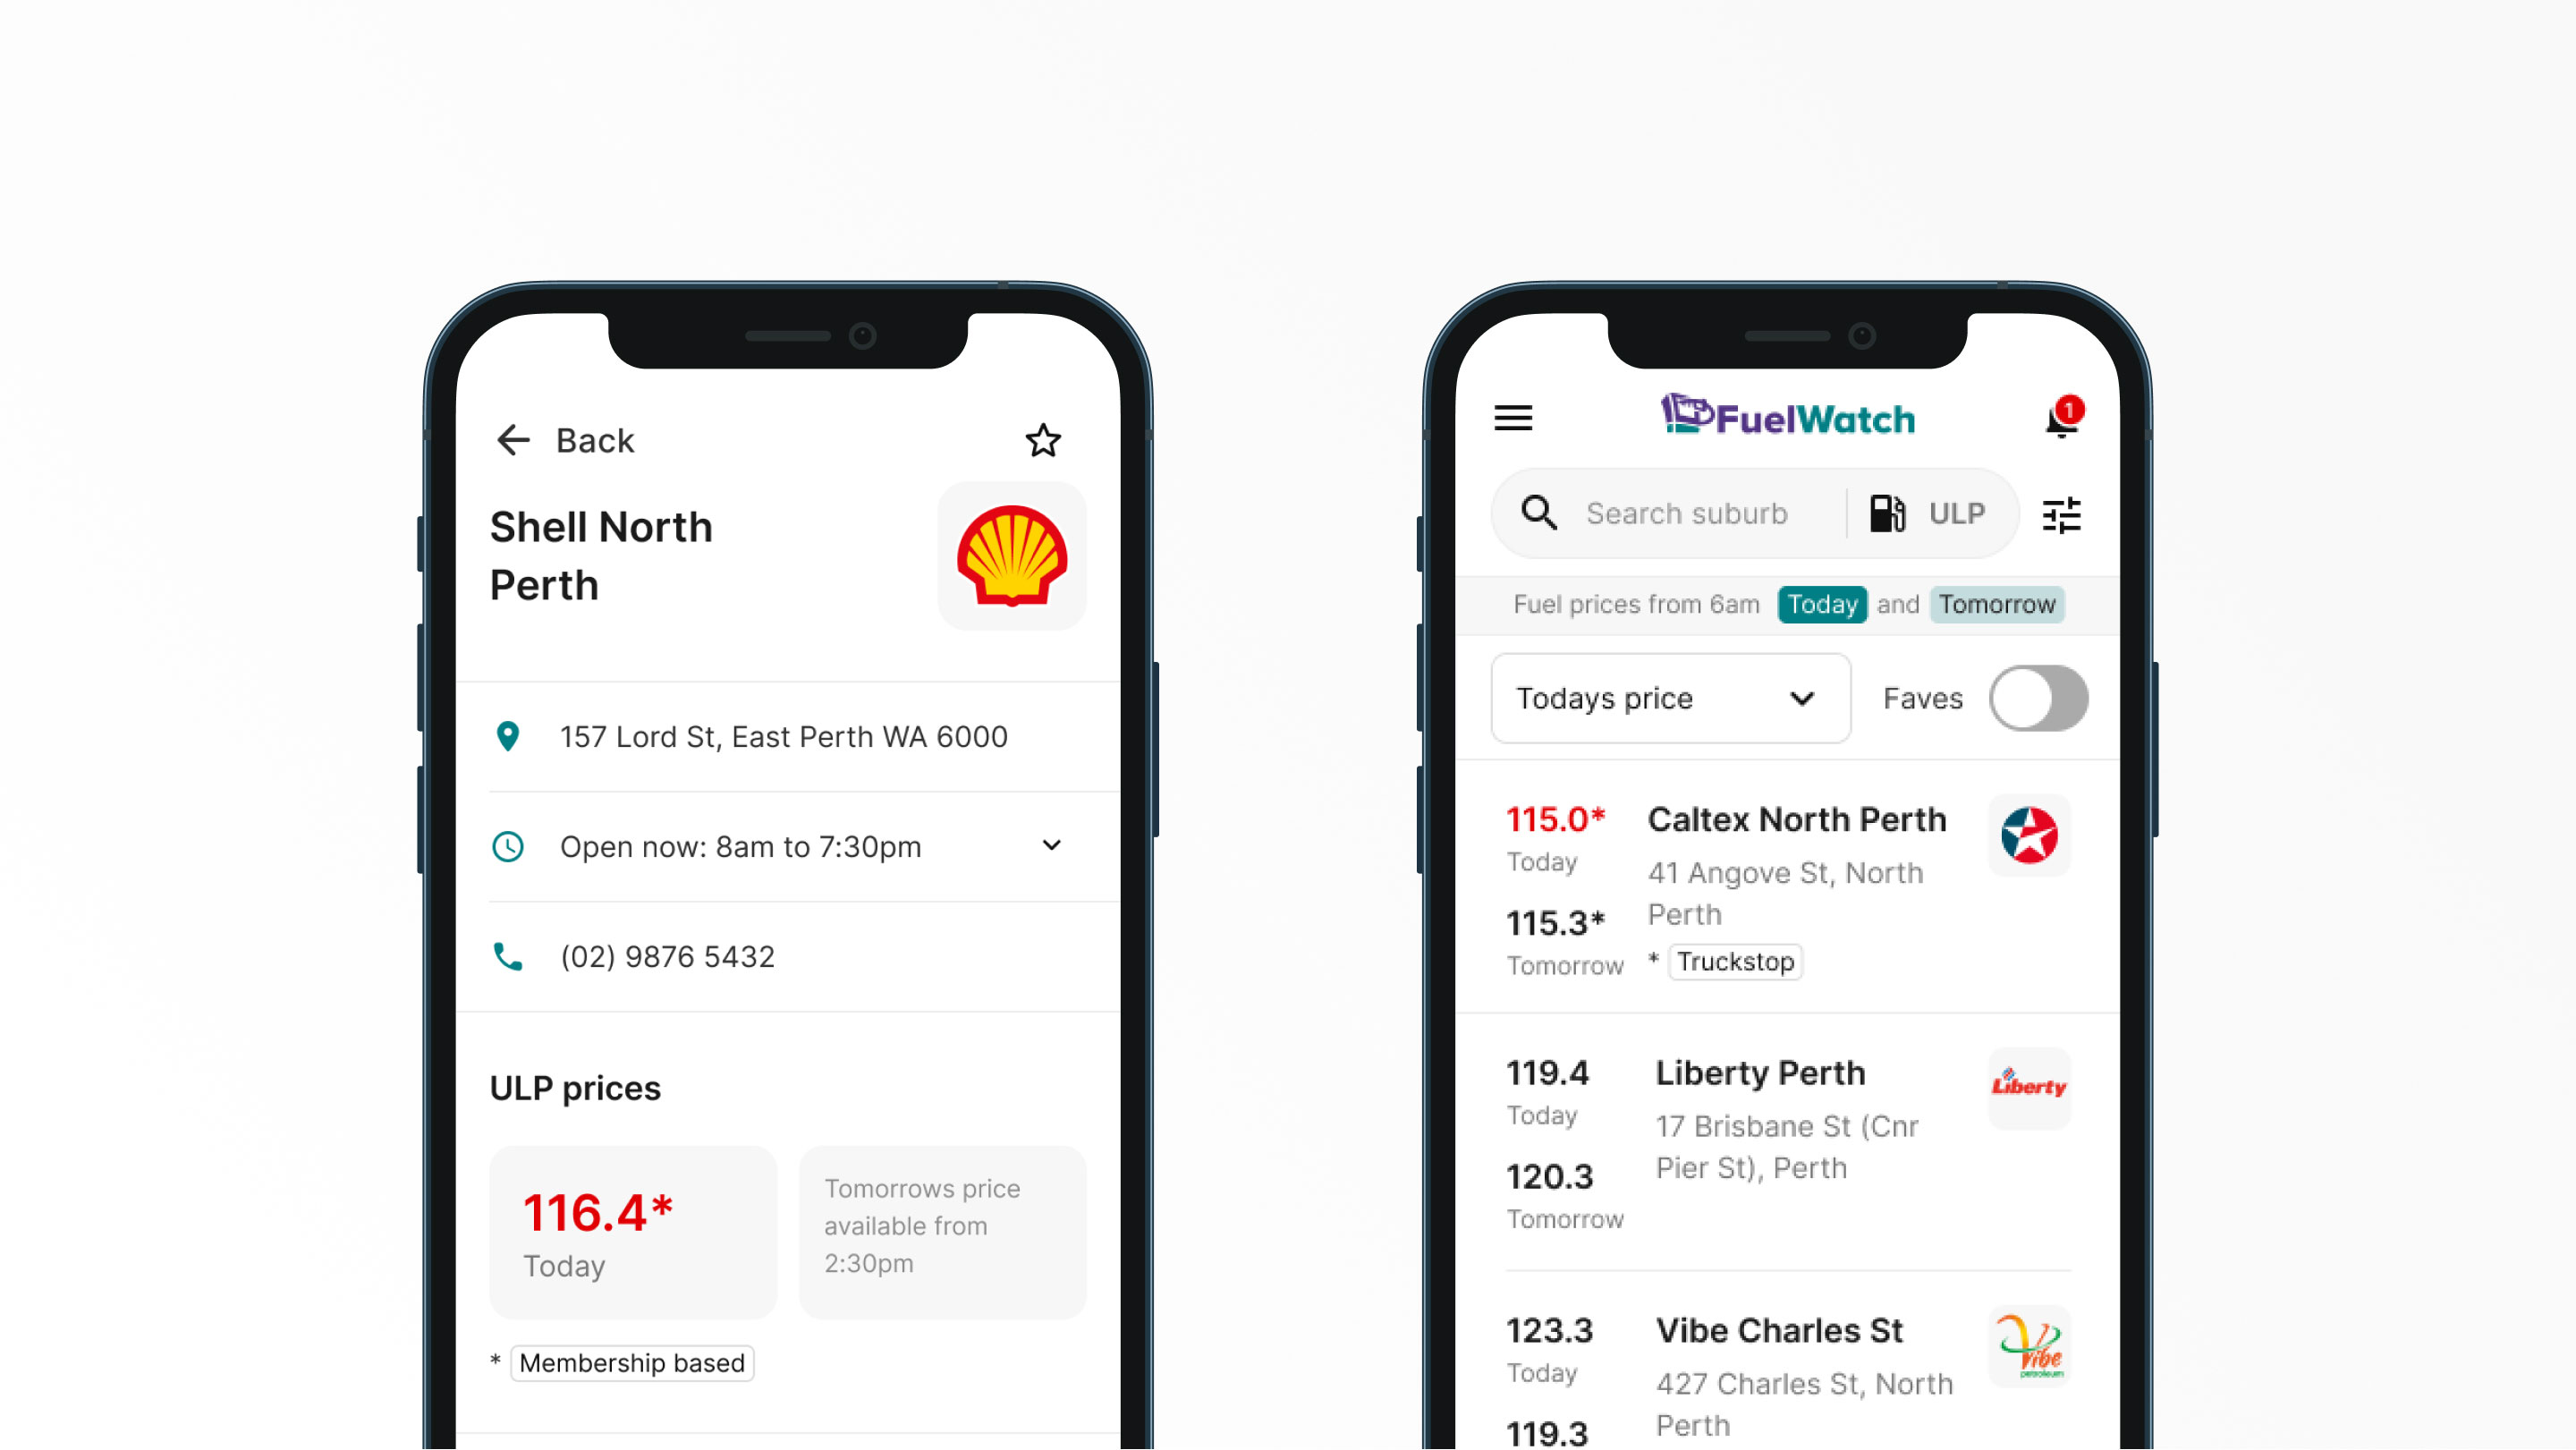 Back
Shell North
Perth
157 Lord St, East Perth WA 6000
Open now: 8am to 7:30pm
(02) 9876 5432
ULP prices
116.4*
Today
Tomorrows price
available from
2:30pm
* Membership based
FuelWatch
1
Search suburb
ULP
Fuel prices from 6am Today and Tomorrow
Todays price
Faves
115.0*
Today
115.3*
Tomorrow
Caltex North Perth
41 Angove St, North
Perth
* Truckstop
119.4
Today
120.3
Tomorrow
Liberty Perth
17 Brisbane St (Cnr
Pier St), Perth
Liberty
123.3
Today
119.3
Vibe Charles St
427 Charles St, North
Perth
Vibe
petroleum